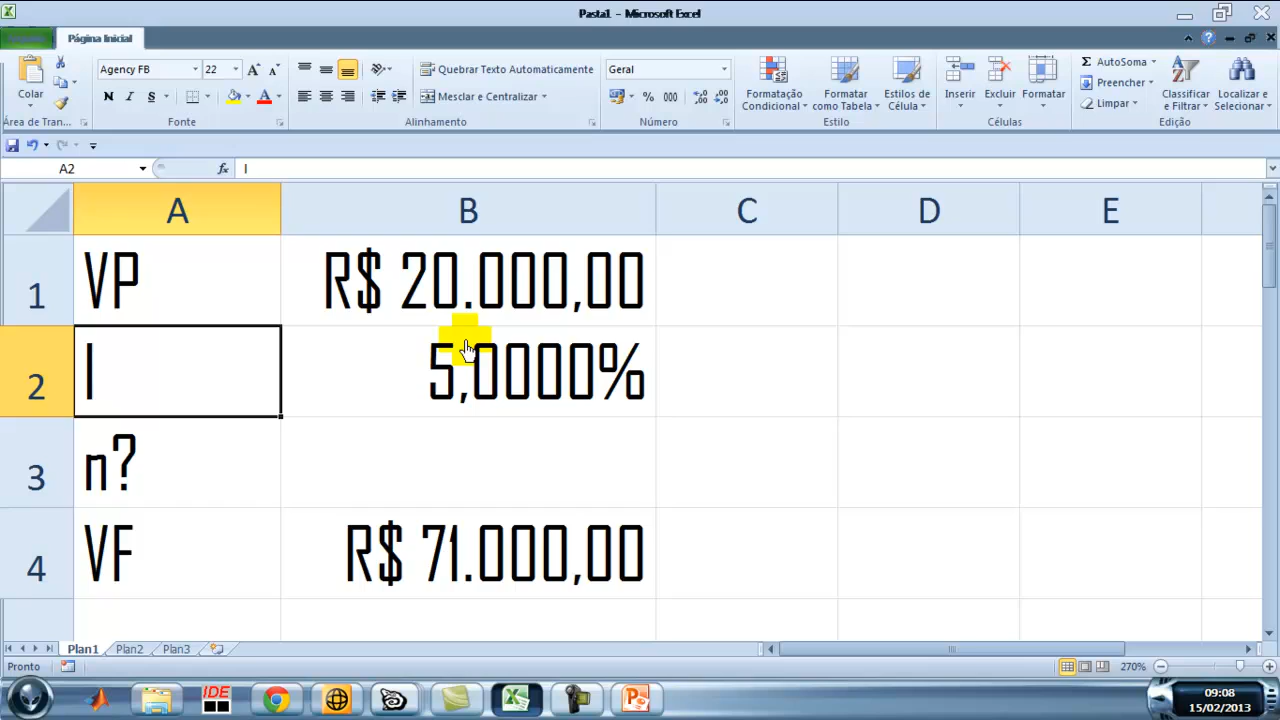 Pasta1 - Microsoft Excel
Página Inicial
Colar
Área de Tran...
Agency FB 22
N I S
Fonte
Quebrar Texto Automaticamente
Mesclar e Centralizar
Alinhamento
Geral
% 000
Número
Formatação Condicional
Formatar como Tabela
Estilos de Célula
Estilo
Inserir
Excluir
Formatar
Células
Σ AutoSoma
Preencher
Limpar
Classificar e Filtrar
Localizar e Selecionar
Edição
A2 fx I
A B C D E
1 VP R$ 20.000,00
2 I 5,0000%
3 n?
4 VF R$ 71.000,00
Plan1 Plan2 Plan3
Pronto 270%
IDE
09:08
15/02/2013